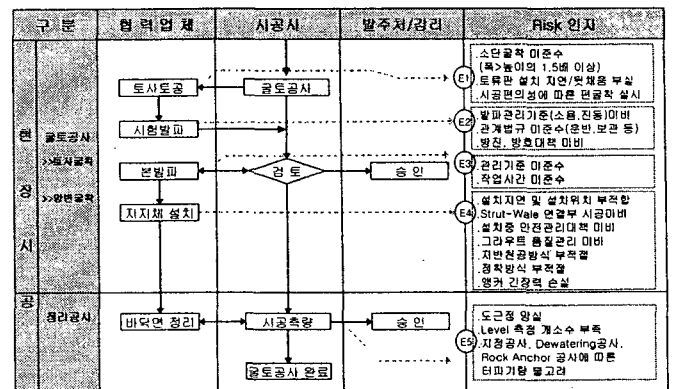 구 분
협 력 업 체
시공사
발주처/감리
Risk 인지
현 장 시 공
굴토공사
>>토사굴착
>>암반굴착
정리공사
토사토공
굴토공사
시험발파
본발파
검 토
승 인
지지체 설치
바닥면 정리
시공측량
승 인
굴토공사 완료
E1
.소단굴착 미준수
(폭>높이의 1.5배 이상)
.토류판 설치 지연/뒷채움 부실
.시공편의성에 따른 편굴착 실시
E2
.발파관리기준(소음,진동)미비
.관계법규 미준수(운반,보관 등)
.방진, 방호대책 미비
E3
.관리기준 미준수
.작업시간 미준수
E4
.설치지연 및 설치위치 부적합
.Strut-Wale 연결부 시공미비
.설치중 안전관리대책 미비
.그라우트 품질관리 미비
.지반천공방식 부적절
.정착방식 부적절
.앵커 긴장력 손실
E5
.도근점 망실
.Level 측정 개소수 부족
.지정공사, Dewatering공사,
Rock Anchor 공사에 따른
터파기량 미고려